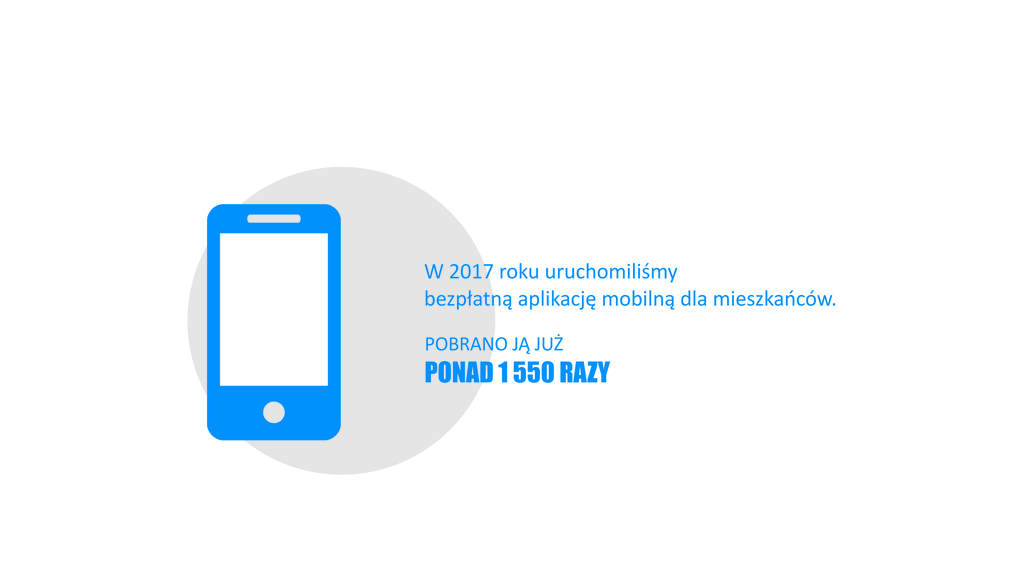 W 2017 roku uruchomiliśmy
bezpłatną aplikację mobilną dla mieszkańców.
POBRANO JĄ JUŻ
PONAD 1 550 RAZY